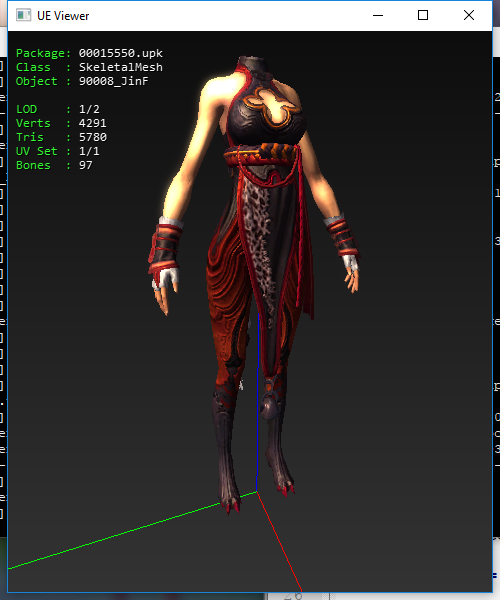 UE Viewer
Package: 00015550.upk
Class : SkeletalMesh
Object : 90008_JinF
LOD : 1/2
Verts : 4291
Tris : 5780
UV Set : 1/1
Bones : 97
26